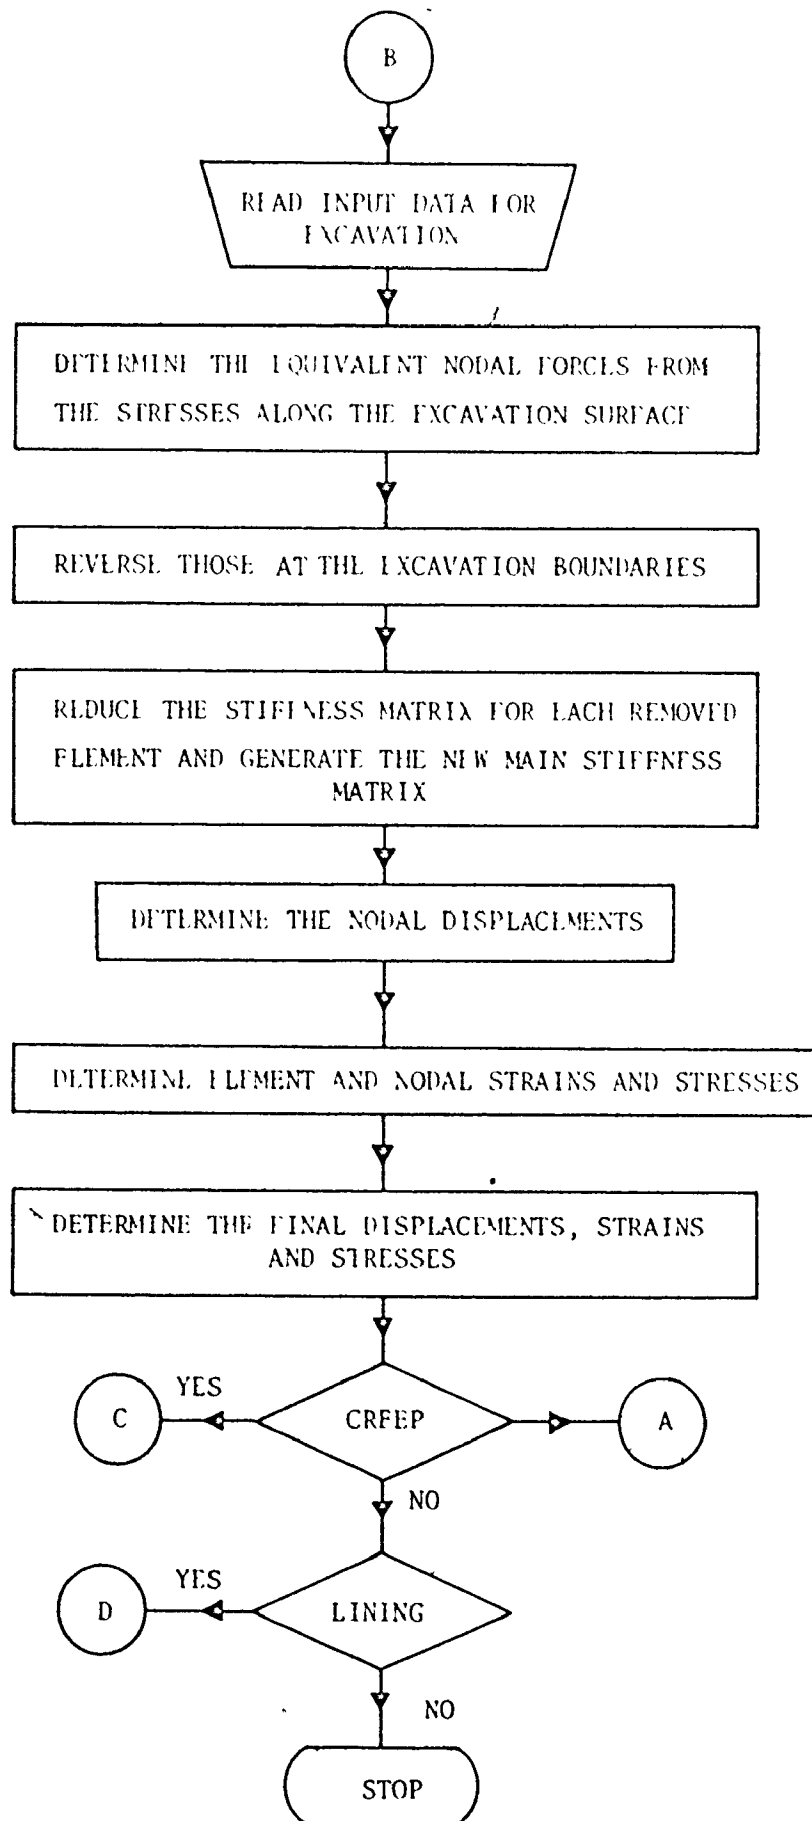 B
READ INPUT DATA FOR
EXCAVATION
DETERMINE THE EQUIVALENT NODAL FORCES FROM
THE STRESSES ALONG THE EXCAVATION SURFACE
REVERSE THOSE AT THE EXCAVATION BOUNDARIES
REDUCE THE STIFFNESS MATRIX FOR EACH REMOVED
ELEMENT AND GENERATE THE NEW MAIN STIFFNESS
MATRIX
DETERMINE THE NODAL DISPLACEMENTS
DETERMINE ELEMENT AND NODAL STRAINS AND STRESSES
DETERMINE THE FINAL DISPLACEMENTS, STRAINS
AND STRESSES
YES
C
CREEP
A
NO
YES
D
LINING
NO
STOP